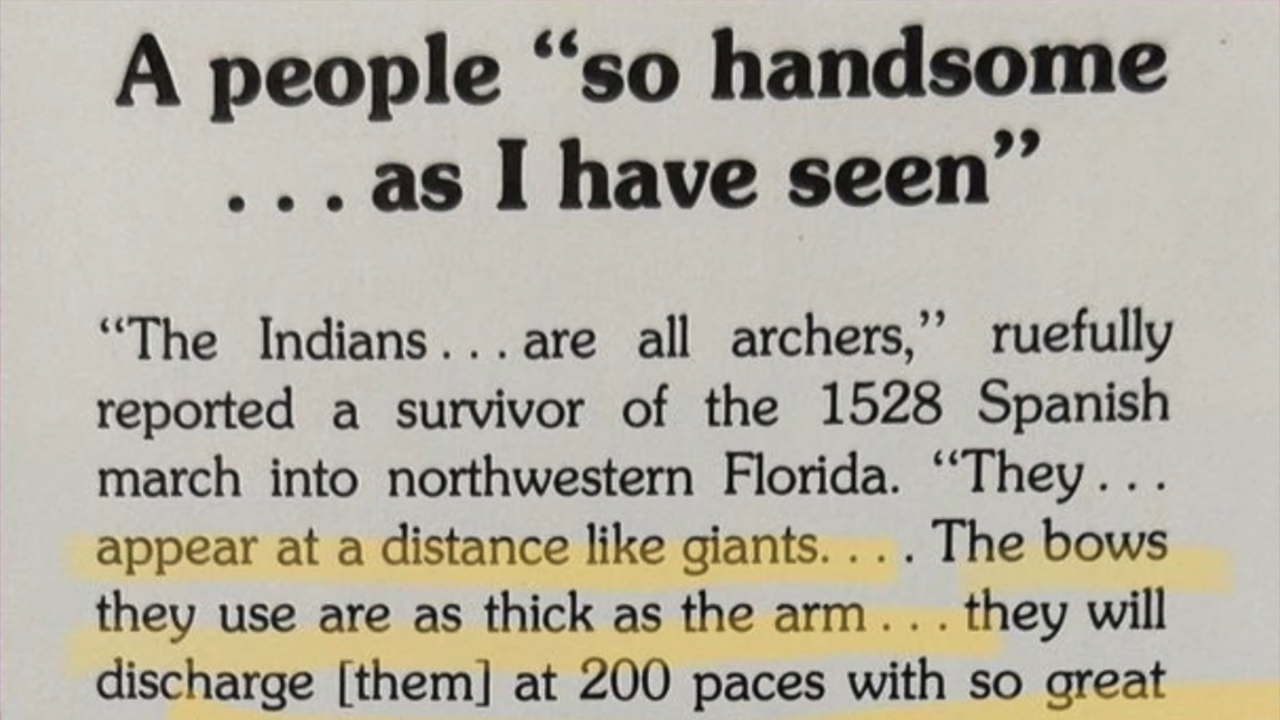 A people “so handsome
. . . as I have seen”
“The Indians . . . are all archers,” ruefully
reported a survivor of the 1528 Spanish
march into northwestern Florida. “They . . .
appear at a distance like giants. . . . The bows
they use are as thick as the arm . . . they will
discharge [them] at 200 paces with so great